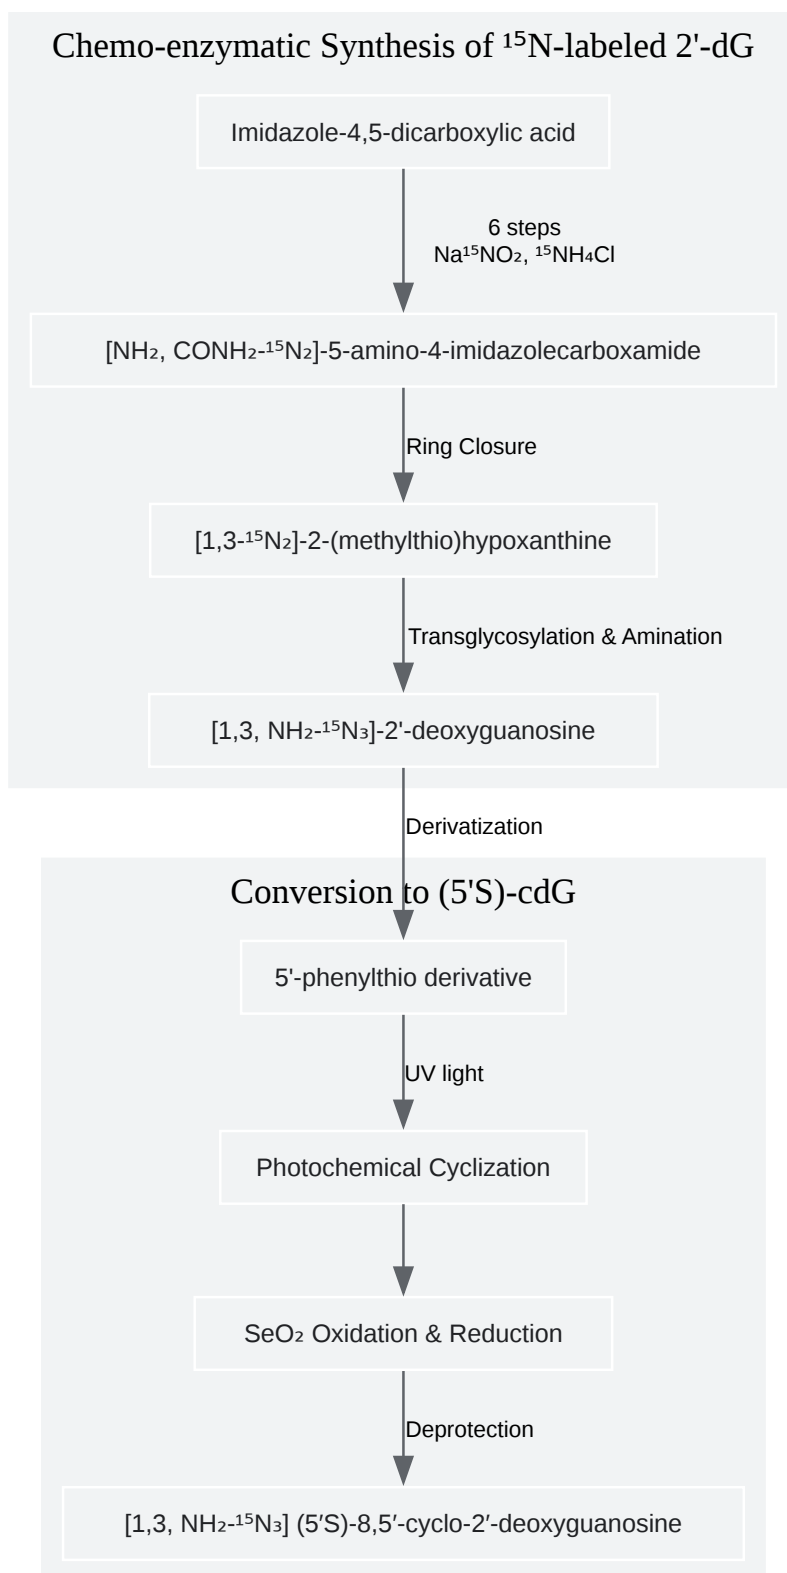 Chemo-enzymatic Synthesis of ¹⁵N-labeled 2'-dG
Imidazole-4,5-dicarboxylic acid
6 steps
Na¹⁵NO₂, ¹⁵NH₄Cl
[NH₂, CONH₂-¹⁵N₂]-5-amino-4-imidazolecarboxamide
Ring Closure
[1,3-¹⁵N₂]-2-(methylthio)hypoxanthine
Transglycosylation & Amination
[1,3, NH₂-¹⁵N₃]-2'-deoxyguanosine
Derivatization
Conversion to (5'S)-cdG
5'-phenylthio derivative
UV light
Photochemical Cyclization
SeO₂ Oxidation & Reduction
Deprotection
[1,3, NH₂-¹⁵N₃] (5′S)-8,5′-cyclo-2′-deoxyguanosine